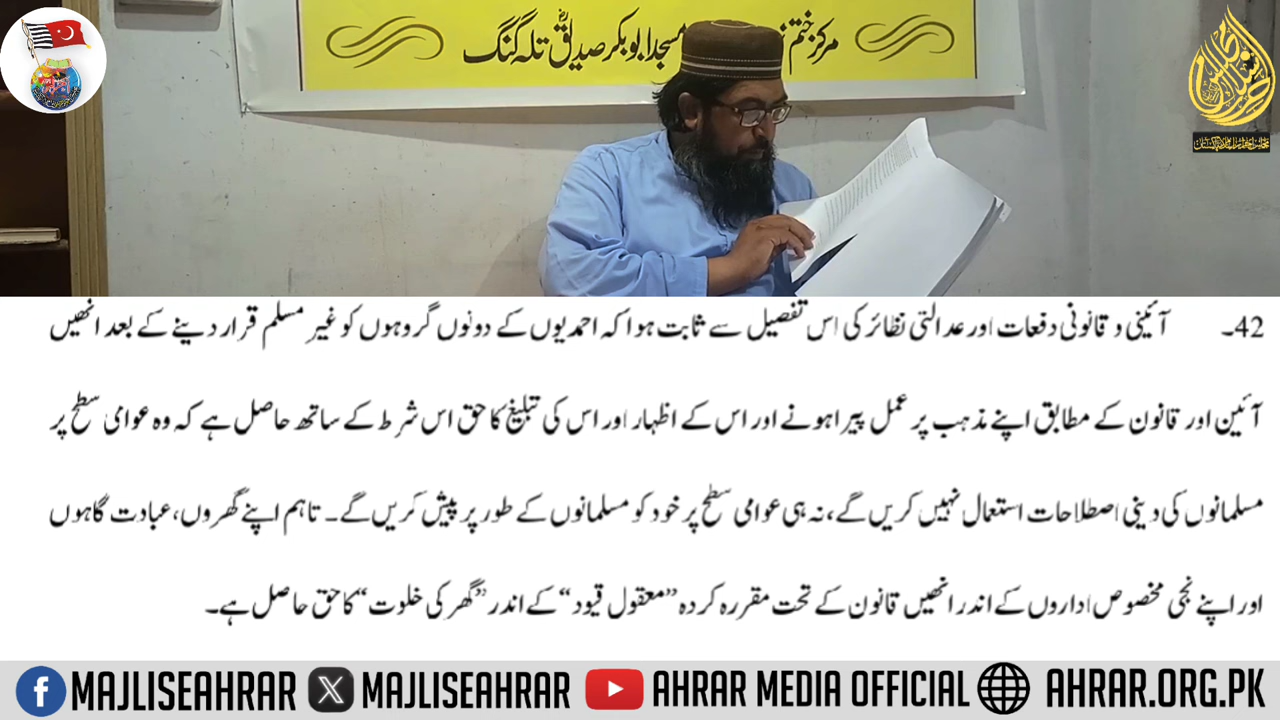 مرکز ختم مسجد ابوبکر صدیقؓ تلہ گنگ
42۔ آئینی و قانونی دفعات اور عدالتی نظائر کی اس تفصیل سے ثابت ہوا کہ احمدیوں کے دونوں گروہوں کو غیر مسلم قرار دینے کے بعد انھیں
آئین اور قانون کے مطابق اپنے مذہب پر عمل پیرا ہونے اور اس کے اظہار اور اس کی تبلیغ کا حق اس شرط کے ساتھ حاصل ہے کہ وہ عوامی سطح پر
مسلمانوں کی دینی اصطلاحات استعمال نہیں کریں گے، نہ ہی عوامی سطح پر خود کو مسلمانوں کے طور پر پیش کریں گے۔ تاہم اپنے گھروں، عبادت گاہوں
اور اپنے نجی مخصوص اداروں کے اندر انھیں قانون کے تحت مقررہ کردہ ”معقول قیود“ کے اندر ”گھر کی خلوت“ کا حق حاصل ہے۔
MAJLISEAHRAR MAJLISEAHRAR AHRAR MEDIA OFFICIAL AHRAR.ORG.PK